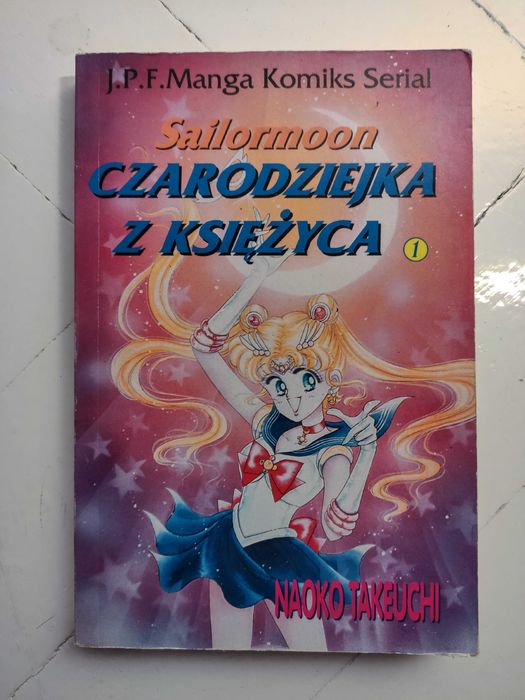 J.P.F.Manga Komiks Serial
Sailormoon
CZARODZIEJKA
Z KSIĘŻYCA 1
NAOKO TAKEUCHI